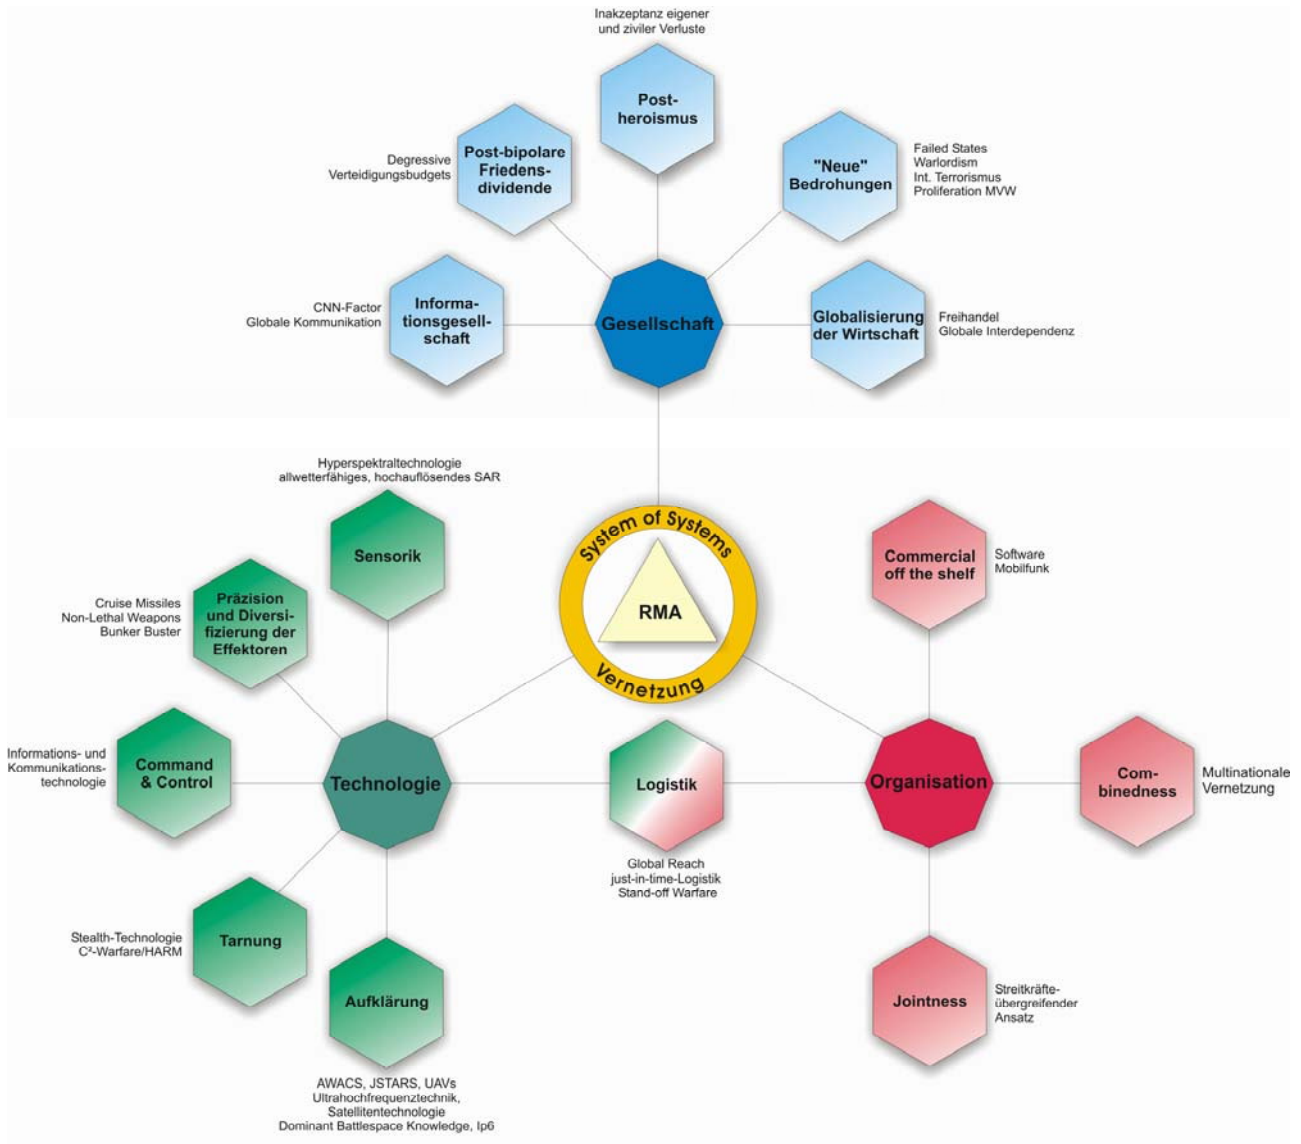 Inakzeptanz eigener
und ziviler Verluste
Post-
heroismus
Degressive
Verteidigungsbudgets
Post-bipolare
Friedens-
dividende
"Neue"
Bedrohungen
Failed States
Warlordism
Int. Terrorismus
Proliferation MVW
CNN-Factor
Globale Kommunikation
Informa-
tionsgesell-
schaft
Gesellschaft
Globalisierung
der Wirtschaft
Freihandel
Globale Interdependenz
Hyperspektraltechnologie
allwetterfähiges, hochauflösendes SAR
Sensorik
System of Systems
RMA
Vernetzung
Commercial
off the shelf
Software
Mobilfunk
Cruise Missiles
Non-Lethal Weapons
Bunker Buster
Präzision
und Diversi-
fizierung der
Effektoren
Informations- und
Kommunikations-
technologie
Command
& Control
Technologie
Logistik
Global Reach
just-in-time-Logistik
Stand-off Warfare
Organisation
Com-
binedness
Multinationale
Vernetzung
Stealth-Technologie
C²-Warfare/HARM
Tarnung
Aufklärung
AWACS, JSTARS, UAVs
Ultrahochfrequenztechnik,
Satellitentechnologie
Dominant Battlespace Knowledge, Ip6
Jointness
Streitkräfte-
übergreifender
Ansatz